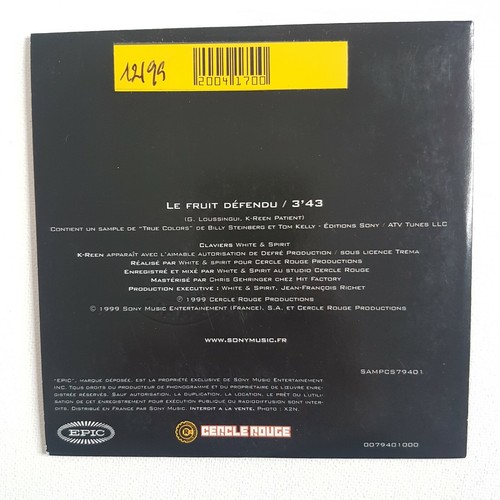 12/99
20041700
LE FRUIT DÉFENDU / 3'43
(G. LOUSSINGUI, K-REEN PATIENT)
CONTIENT UN SAMPLE DE "TRUE COLORS" DE BILLY STEINBERG ET TOM KELLY - ÉDITIONS SONY / ATV TUNES LLC
CLAVIERS WHITE & SPIRIT
K-REEN APPARAÎT AVEC L'AIMABLE AUTORISATION DE DEFRÉ PRODUCTION / SOUS LICENCE TREMA
RÉALISÉ PAR WHITE & SPIRIT POUR CERCLE ROUGE PRODUCTIONS
ENREGISTRÉ ET MIXÉ PAR WHITE & SPIRIT AU STUDIO CERCLE ROUGE
MASTERISÉ PAR CHRIS GEHRINGER CHEZ HIT FACTORY
PRODUCTION EXECUTIVE : WHITE & SPIRIT, JEAN-FRANÇOIS RICHET
℗ 1999 CERCLE ROUGE PRODUCTIONS
© 1999 SONY MUSIC ENTERTAINEMENT (FRANCE), S.A. ET CERCLE ROUGE PRODUCTIONS
WWW.SONYMUSIC.FR
SAMPCS79401
"EPIC", MARQUE DÉPOSÉE, EST LA PROPRIÉTÉ EXCLUSIVE DE SONY MUSIC ENTERTAINEMENT
INC. TOUS DROITS DU PRODUCTEUR DE PHONOGRAMME ET DU PROPRIÉTAIRE DE L'ŒUVRE ENRE-
GISTRÉE RÉSERVÉS. SAUF AUTORISATION, LA DUPLICATION, LA LOCATION, LE PRÊT OU L'UTILI-
SATION DE CET ENREGISTREMENT POUR EXÉCUTION PUBLIQUE OU RADIODIFFUSION SONT INTER-
DITS. DISTRIBUÉ EN FRANCE PAR SONY MUSIC. INTERDIT A LA VENTE. PHOTO : X2N.
EPIC CERCLE ROUGE 0079401000